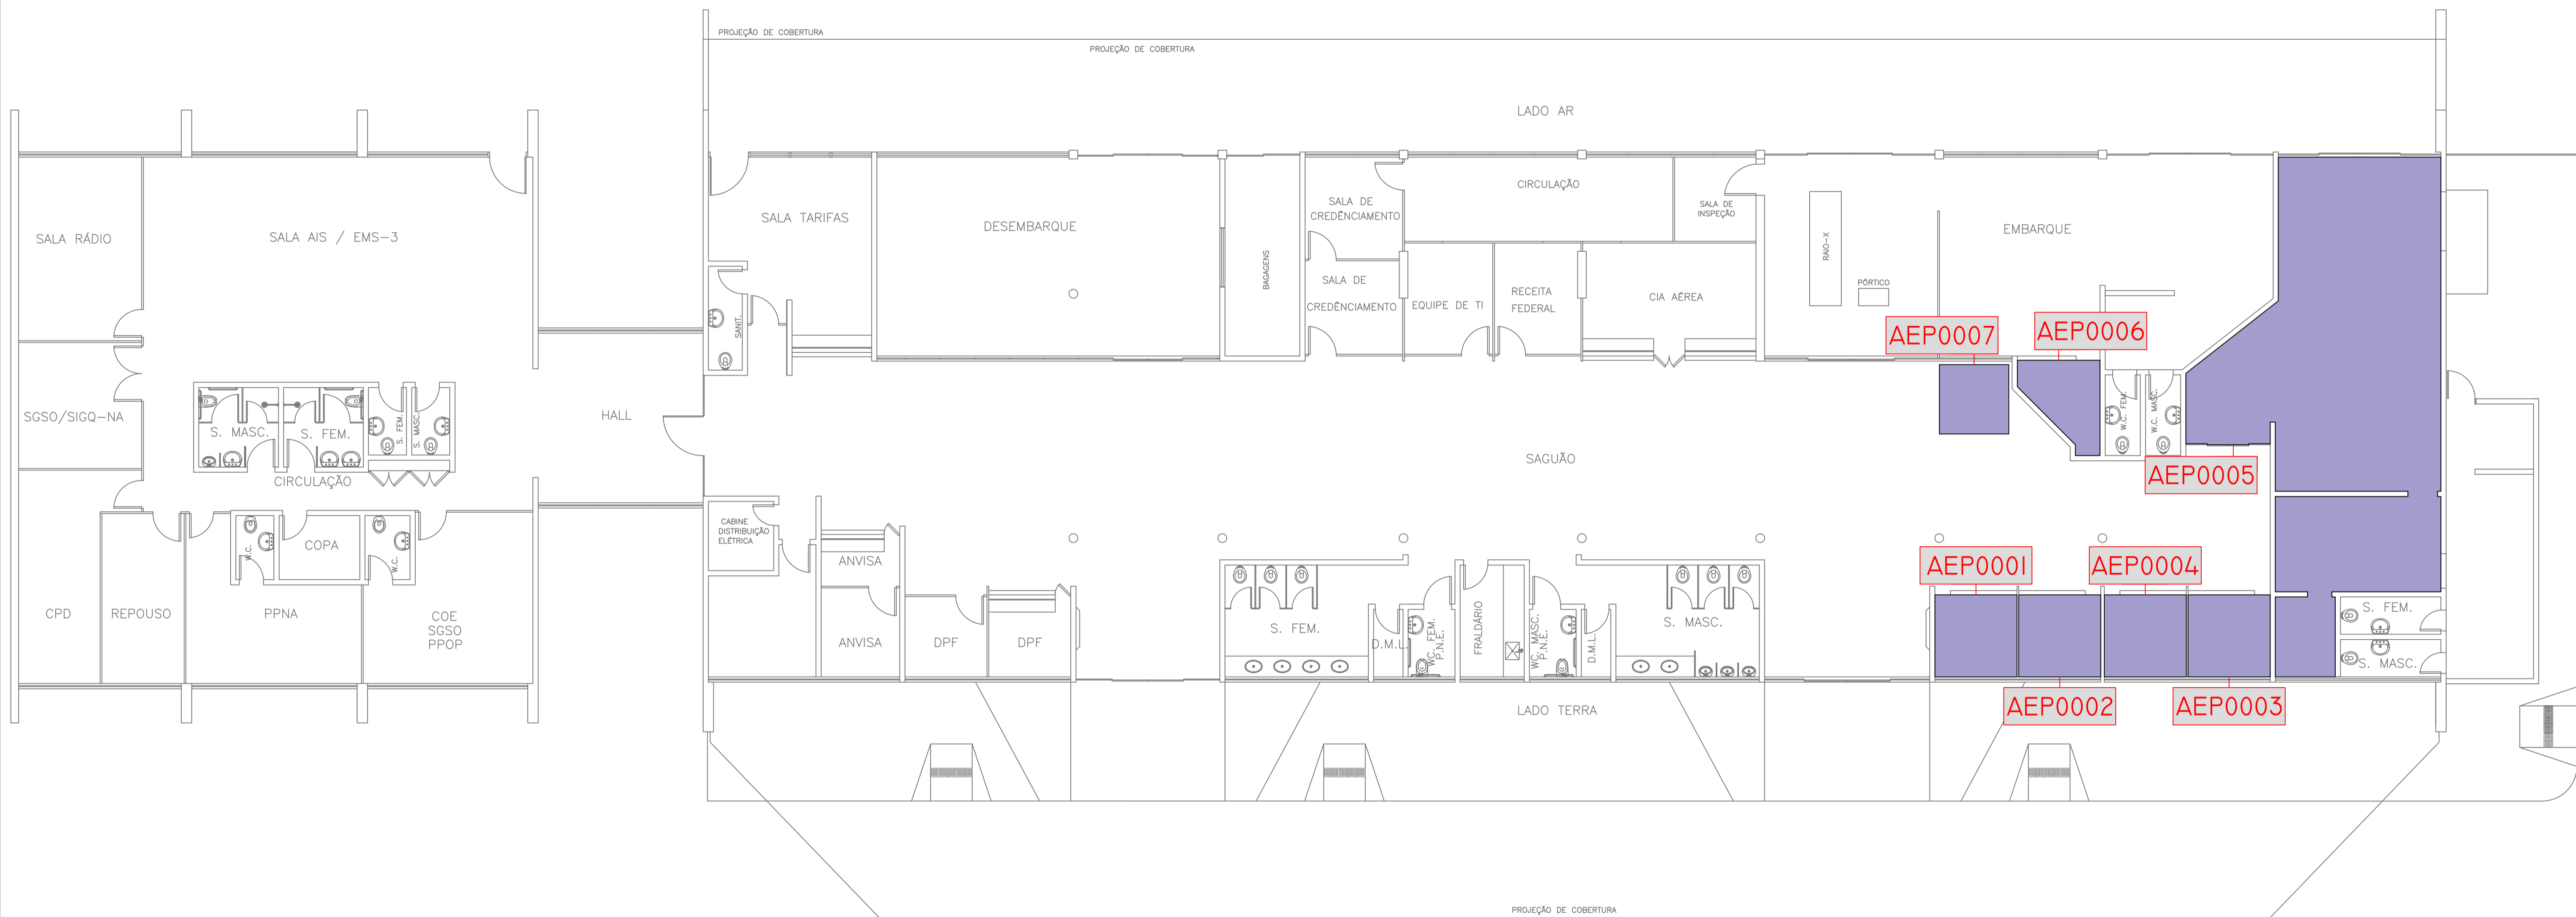 PROJEÇÃO DE COBERTURA
PROJEÇÃO DE COBERTURA
LADO AR
SALA RÁDIO
SALA AIS / EMS-3
SGSO/SIGQ-NA
S. MASC.
S. FEM.
S. FEM.
S. MASC.
CIRCULAÇÃO
CPD
REPOUSO
W.C.
COPA
W.C.
PPNA
COE
SGSO
PPOP
HALL
SALA TARIFAS
SANIT.
DESEMBARQUE
BAGAGENS
SALA DE
CREDÊNCIAMENTO
SALA DE
CREDÊNCIAMENTO
CIRCULAÇÃO
EQUIPE DE TI
RECEITA
FEDERAL
CIA AÉREA
SALA DE
INSPEÇÃO
RAIO-X
PÓRTICO
EMBARQUE
AEP0007
AEP0006
W.C. FEM.
W.C. MASC.
AEP0005
SAGUÃO
CABINE
DISTRIBUIÇÃO
ELÉTRICA
ANVISA
ANVISA
DPF
DPF
S. FEM.
D.M.L.
WC. FEM.
P.N.E.
FRALDÁRIO
WC. MASC.
P.N.E.
D.M.L.
S. MASC.
AEP0001
AEP0004
AEP0002
AEP0003
S. FEM.
S. MASC.
LADO TERRA
PROJEÇÃO DE COBERTURA